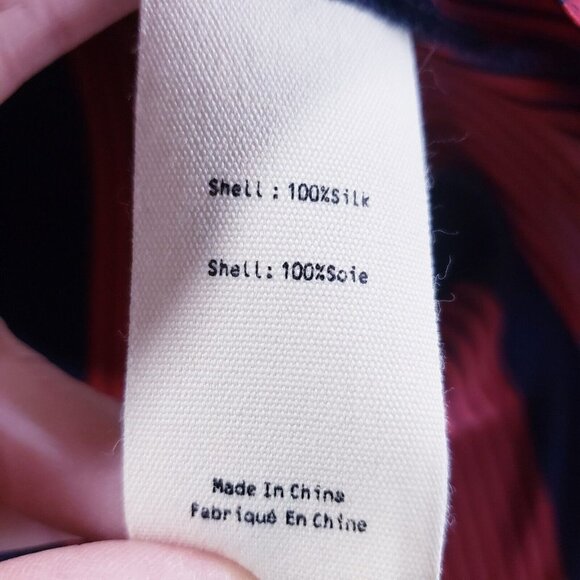 Shell : 100%Silk
Shell: 100%Soie
Made In China
Fabriqué En Chine